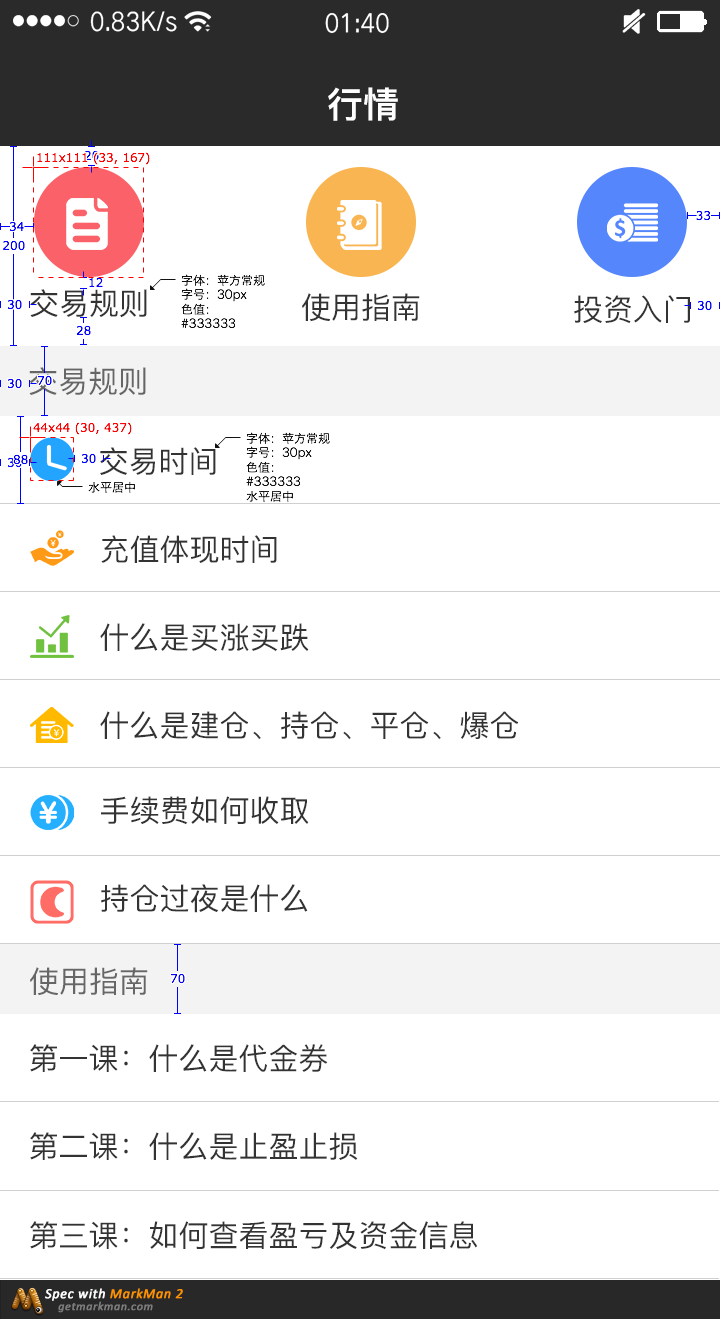 0.83K/s
01:40
行情
26
111x111 (33, 167)
34
200
33
12
字体：苹方常规
字号：30px
色值：
#333333
30
交易规则
使用指南
投资入门
30
28
30
70
交易规则
44x44 (30, 437)
88
30
交易时间
字体：苹方常规
字号：30px
色值：
#333333
水平居中
水平居中
充值体现时间
什么是买涨买跌
什么是建仓、持仓、平仓、爆仓
手续费如何收取
持仓过夜是什么
使用指南
70
第一课：什么是代金券
第二课：什么是止盈止损
第三课：如何查看盈亏及资金信息
Spec with MarkMan 2
getmarkman.com